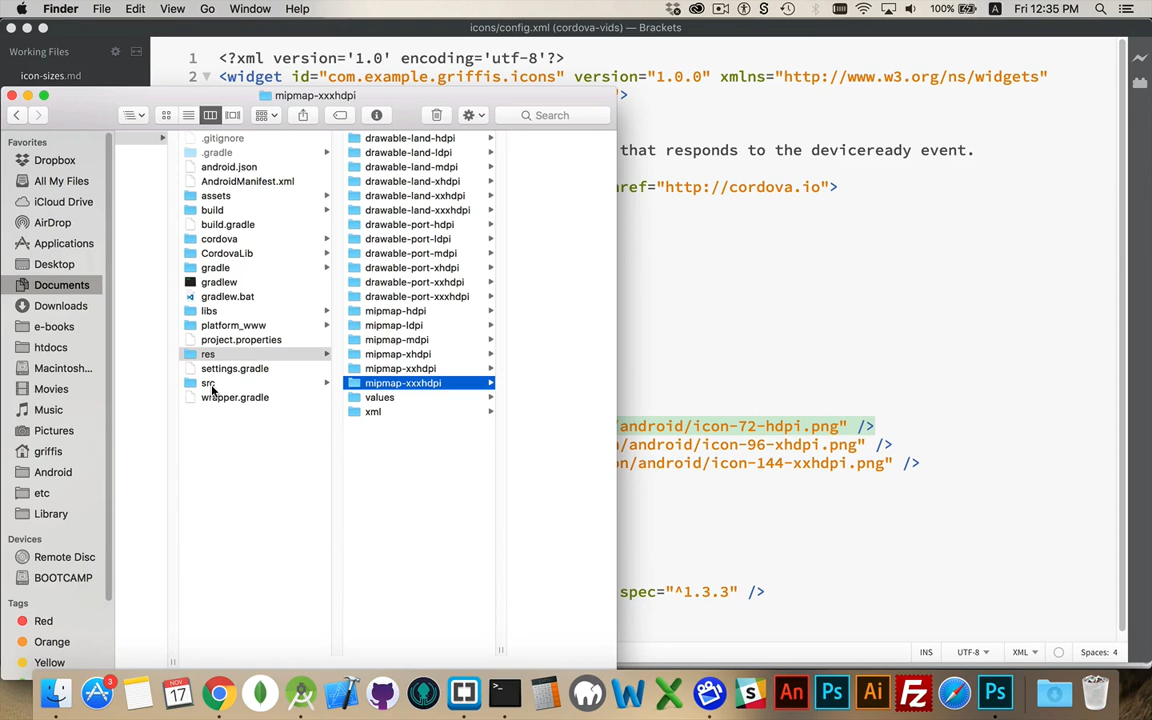 Finder File Edit View Go Window Help
100% Fri 12:35 PM
icons/config.xml (cordova-vids) — Brackets
Working Files
icon-sizes.md
1 <?xml version='1.0' encoding='utf-8'?>
2 <widget id="com.example.griffis.icons" version="1.0.0" xmlns="http://www.w3.org/ns/widgets"
">
that responds to the deviceready event.
ref="http://cordova.io">
/android/icon-72-hdpi.png" />
n/android/icon-96-xhdpi.png" />
on/android/icon-144-xxhdpi.png" />
spec="^1.3.3" />
INS UTF-8 XML Spaces: 4
mipmap-xxxhdpi
Search
Favorites
Dropbox
All My Files
iCloud Drive
AirDrop
Applications
Desktop
Documents
Downloads
e-books
htdocs
Macintosh...
Movies
Music
Pictures
griffis
Android
etc
Library
Devices
Remote Disc
BOOTCAMP
Tags
Red
Orange
Yellow
.gitignore
.gradle
android.json
AndroidManifest.xml
assets
build
build.gradle
cordova
CordovaLib
gradle
gradlew
gradlew.bat
libs
platform_www
project.properties
res
settings.gradle
src
wrapper.gradle
drawable-land-hdpi
drawable-land-ldpi
drawable-land-mdpi
drawable-land-xhdpi
drawable-land-xxhdpi
drawable-land-xxxhdpi
drawable-port-hdpi
drawable-port-ldpi
drawable-port-mdpi
drawable-port-xhdpi
drawable-port-xxhdpi
drawable-port-xxxhdpi
mipmap-hdpi
mipmap-ldpi
mipmap-mdpi
mipmap-xhdpi
mipmap-xxhdpi
mipmap-xxxhdpi
values
xml
3
NOV
17
An
Ps
Ai
Fz
Ps